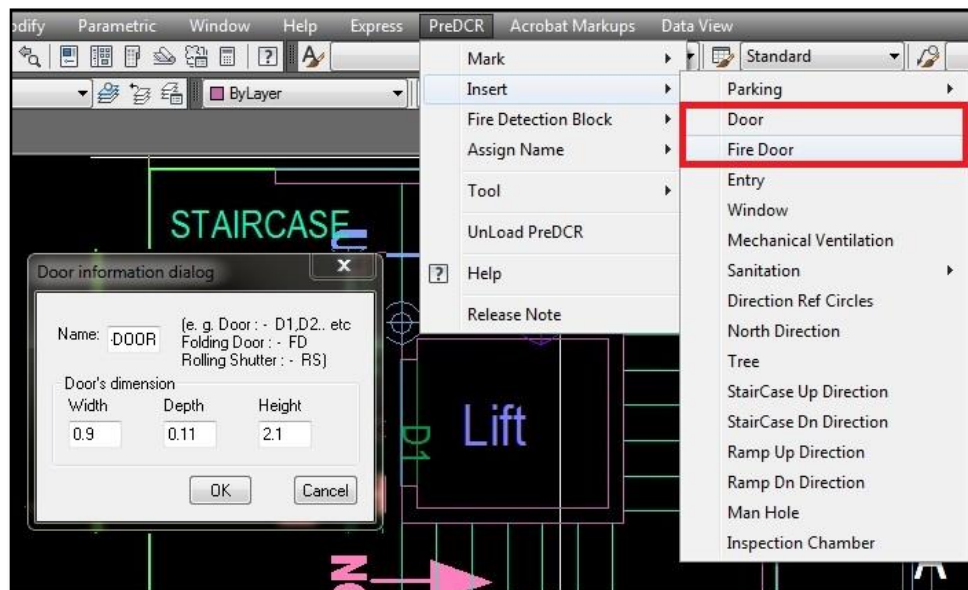 Parametric Window Help Express PreDCR Acrobat Markups Data View
Standard
ByLayer
Mark
Insert
Fire Detection Block
Assign Name
Tool
UnLoad PreDCR
? Help
Release Note
Parking
Door
Fire Door
Entry
Window
Mechanical Ventilation
Sanitation
Direction Ref Circles
North Direction
Tree
StairCase Up Direction
StairCase Dn Direction
Ramp Up Direction
Ramp Dn Direction
Man Hole
Inspection Chamber
STAIRCASE
Door information dialog
Name: -DOOR (e. g. Door : - D1,D2.. etc
Folding Door : - FD
Rolling Shutter : - RS)
Door's dimension
Width Depth Height
0.9 0.11 2.1
OK Cancel
D1
Lift